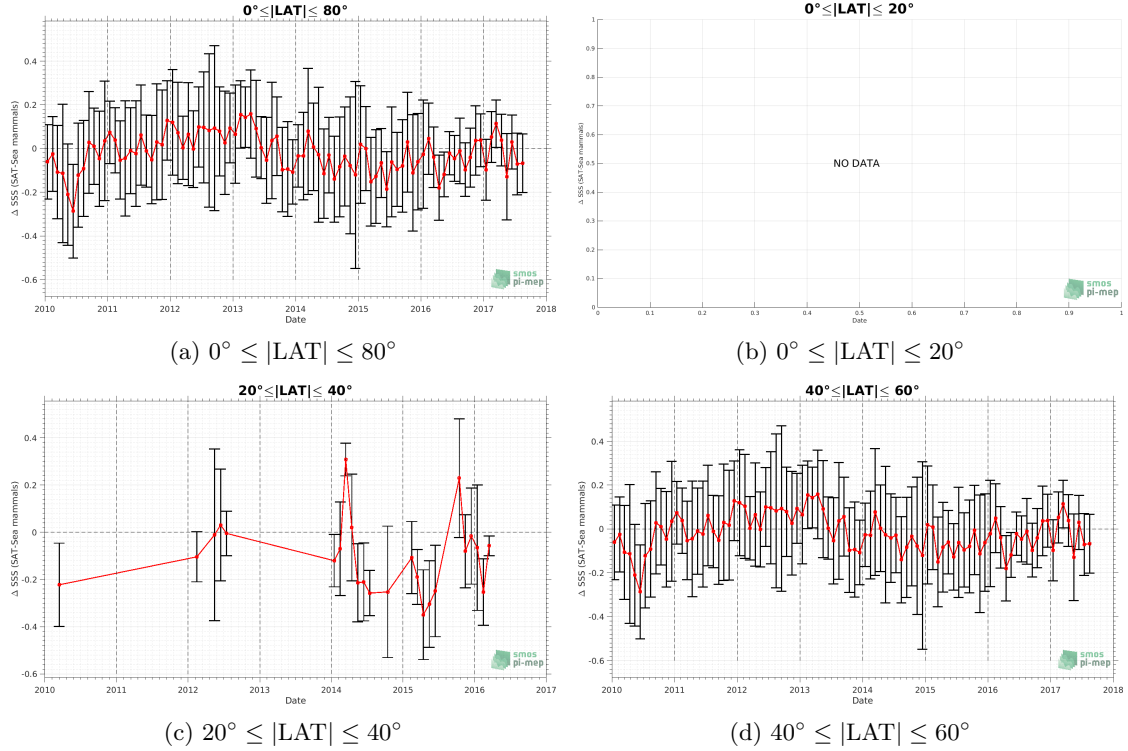 0°≤|LAT|≤ 80°
Δ SSS (SAT-Sea mammals)
0.4
0.2
0
-0.2
-0.4
-0.6
smos
pi-mep
2010 2011 2012 2013 2014 2015 2016 2017 2018
Date
(a) 0° ≤ |LAT| ≤ 80°
0°≤|LAT|≤ 20°
Δ SSS (SAT-Sea mammals)
1
0.9
0.8
0.7
0.6
0.5
0.4
0.3
0.2
0.1
0
NO DATA
smos
pi-mep
0 0.1 0.2 0.3 0.4 0.5 0.6 0.7 0.8 0.9 1
Date
(b) 0° ≤ |LAT| ≤ 20°
20°≤|LAT|≤ 40°
Δ SSS (SAT-Sea mammals)
0.4
0.2
0
-0.2
-0.4
-0.6
smos
pi-mep
2010 2011 2012 2013 2014 2015 2016 2017
Date
(c) 20° ≤ |LAT| ≤ 40°
40°≤|LAT|≤ 60°
Δ SSS (SAT-Sea mammals)
0.4
0.2
0
-0.2
-0.4
-0.6
smos
pi-mep
2010 2011 2012 2013 2014 2015 2016 2017 2018
Date
(d) 40° ≤ |LAT| ≤ 60°